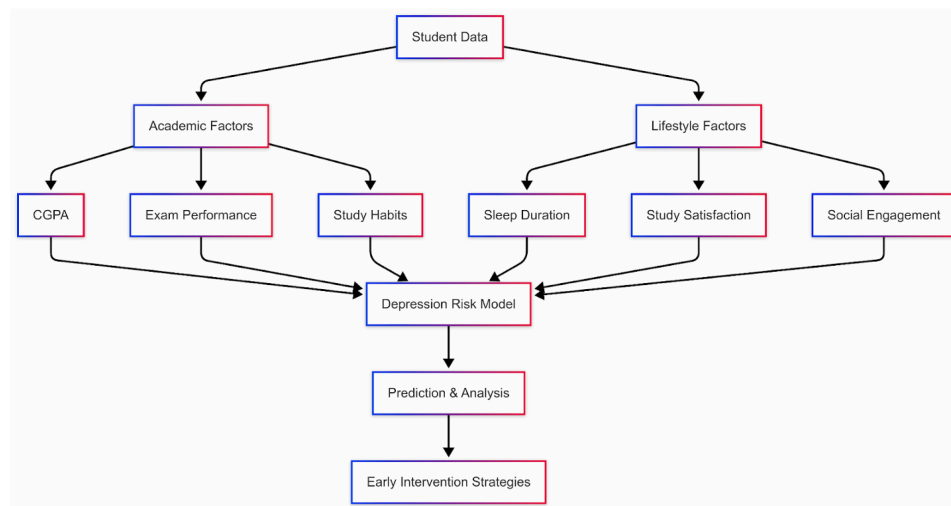 Student Data
Academic Factors
Lifestyle Factors
CGPA
Exam Performance
Study Habits
Sleep Duration
Study Satisfaction
Social Engagement
Depression Risk Model
Prediction & Analysis
Early Intervention Strategies